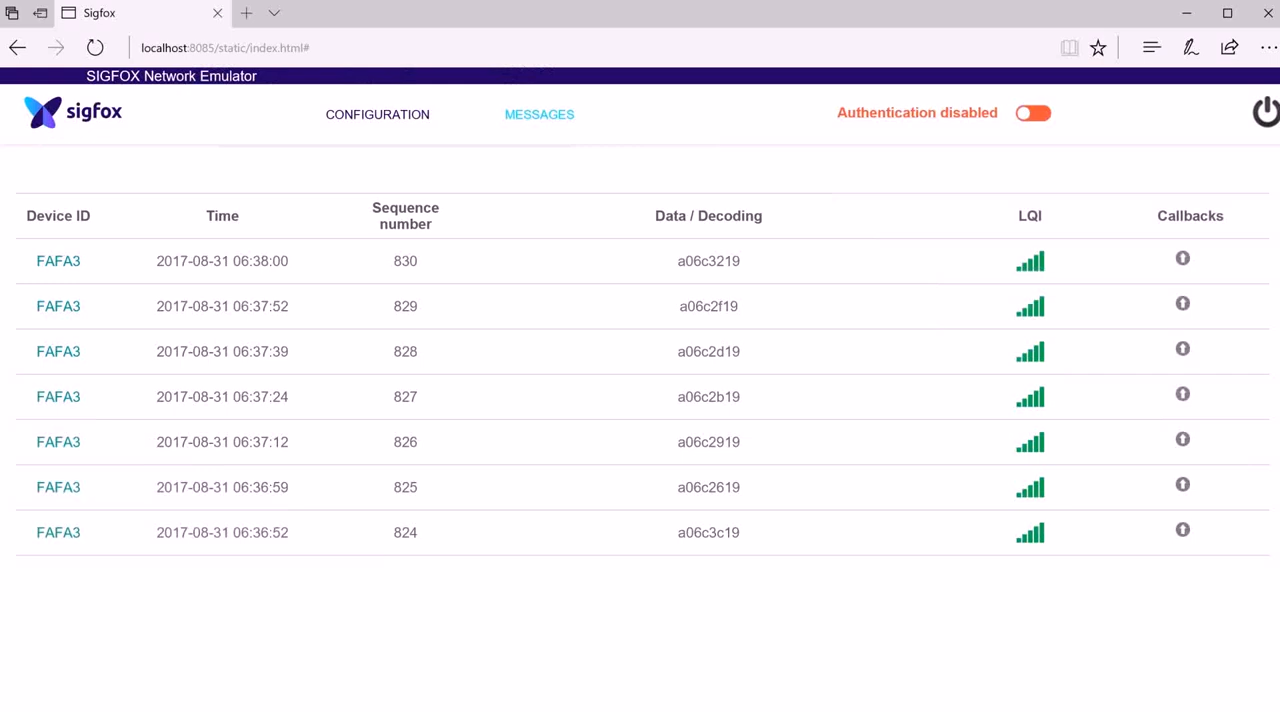 Sigfox
localhost:8085/static/index.html#
SIGFOX Network Emulator
sigfox CONFIGURATION MESSAGES Authentication disabled
Device ID Time Sequence number Data / Decoding LQI Callbacks
FAFA3 2017-08-31 06:38:00 830 a06c3219
FAFA3 2017-08-31 06:37:52 829 a06c2f19
FAFA3 2017-08-31 06:37:39 828 a06c2d19
FAFA3 2017-08-31 06:37:24 827 a06c2b19
FAFA3 2017-08-31 06:37:12 826 a06c2919
FAFA3 2017-08-31 06:36:59 825 a06c2619
FAFA3 2017-08-31 06:36:52 824 a06c3c19